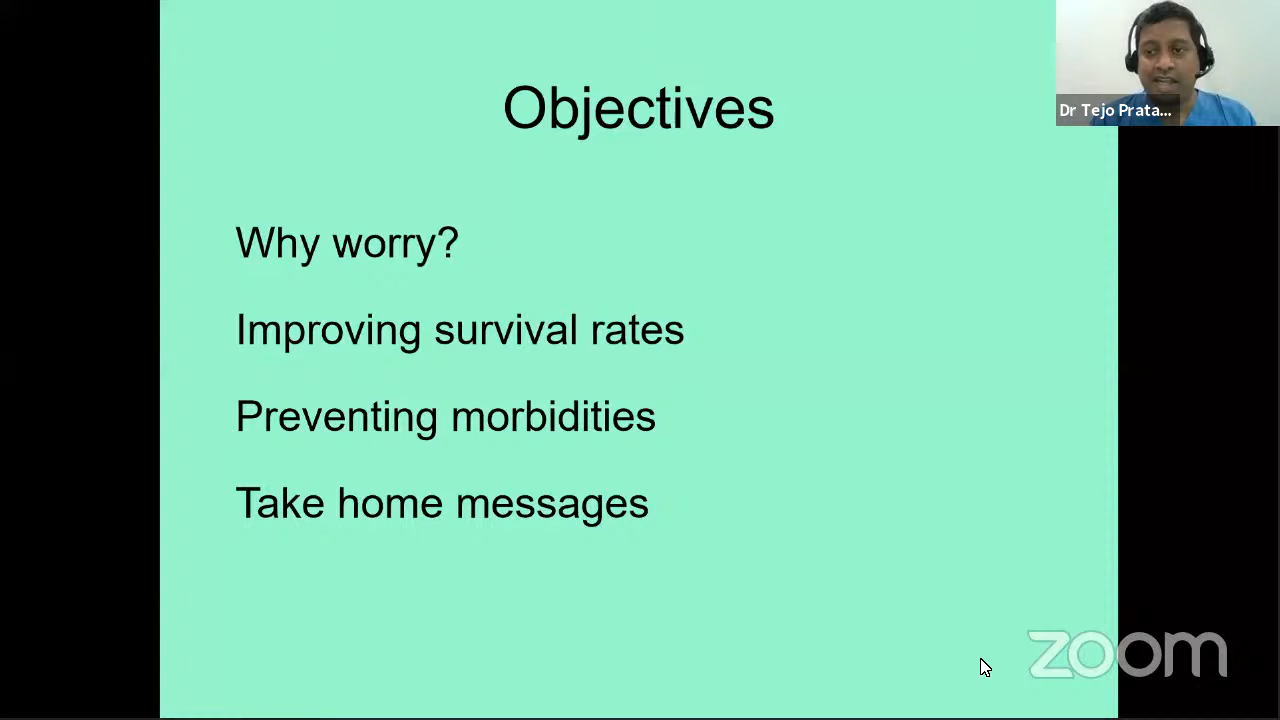 Objectives
Dr Tejo Prata...
Why worry?
Improving survival rates
Preventing morbidities
Take home messages
zoom